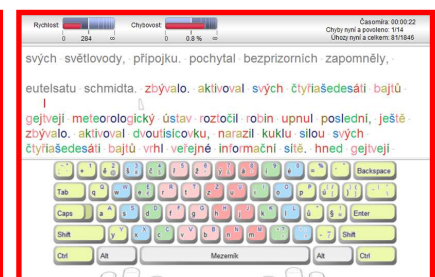 Rychlost: 0 284 ∞ Chybovost: 0 0.8 % ∞ Časomíra: 00:00:22
Chyby nyní a povoleno: 1/14
Úhozy nyní a celkem: 81/1846
svých světlovody, přípojku. pochytal bezprizorních zapomněly,
eutelsatu schmidta. zbývalo. aktivoval svých čtyřiašedesáti bajtů
gejtveji meteorologický ústav roztočil robin upnul poslední, ještě
zbývalo. aktivoval dvoutisícovku, narazil kuklu silou svých
čtyřiašedesáti bajtů vrhl veřejné informační sítě. hned gejtveji
Backspace
Tab
Caps Enter
Shift Shift
Ctrl Alt Mezerník Alt Ctrl